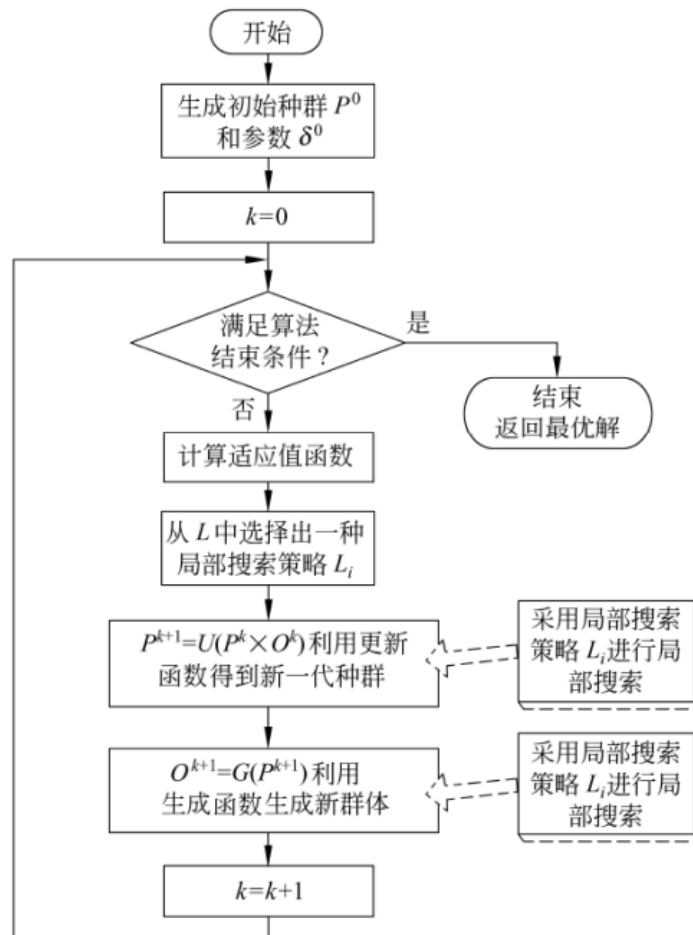 开始
生成初始种群 P⁰
和参数 δ⁰
k=0
满足算法
结束条件？
是
否
结束
返回最优解
计算适应值函数
从 L 中选择出一种
局部搜索策略 Lᵢ
Pᵏ⁺¹=U(Pᵏ×Oᵏ)利用更新
函数得到新一代种群
采用局部搜索
策略 Lᵢ进行局
部搜索
Oᵏ⁺¹=G(Pᵏ⁺¹)利用
生成函数生成新群体
采用局部搜索
策略 Lᵢ进行局
部搜索
k=k+1